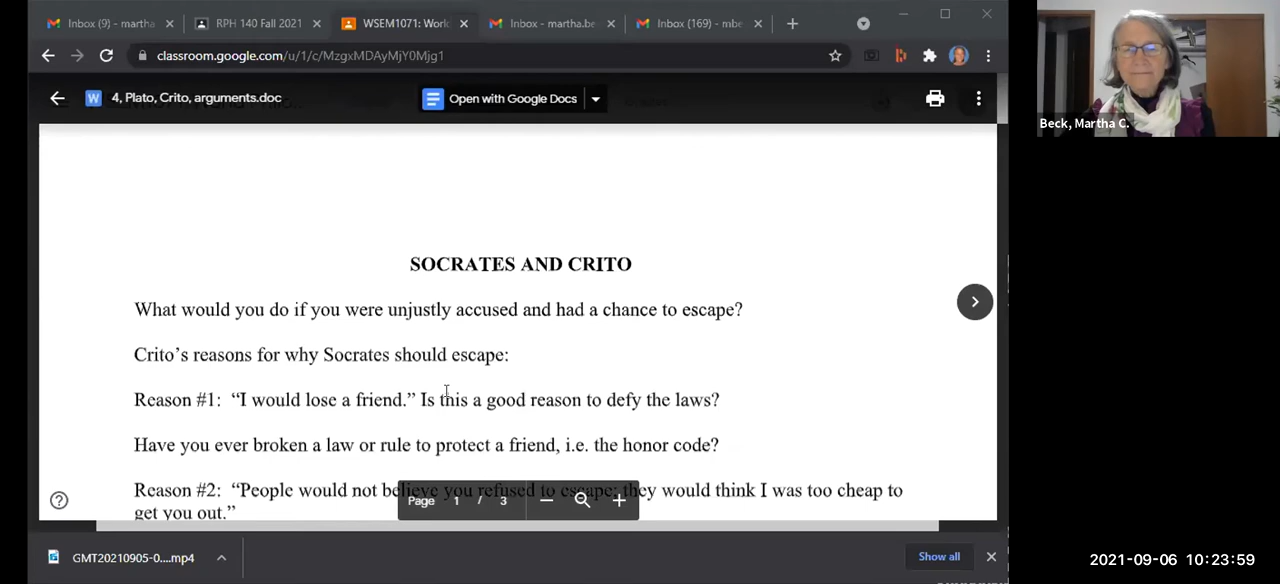 Inbox (9) - martha
RPH 140 Fall 2021
WSEM1071: Work
Inbox - martha.be
Inbox (169) - mbe
classroom.google.com/u/1/c/MzgxMDAyMjY0Mjg1
4, Plato, Crito, arguments.doc
Open with Google Docs
SOCRATES AND CRITO
What would you do if you were unjustly accused and had a chance to escape?
Crito's reasons for why Socrates should escape:
Reason #1: "I would lose a friend." Is this a good reason to defy the laws?
Have you ever broken a law or rule to protect a friend, i.e. the honor code?
Reason #2: "People would not believe you refused to escape; they would think I was too cheap to
get you out."
Page 1 / 3
GMT20210905-0....mp4
Show all
Beck, Martha C.
2021-09-06 10:23:59